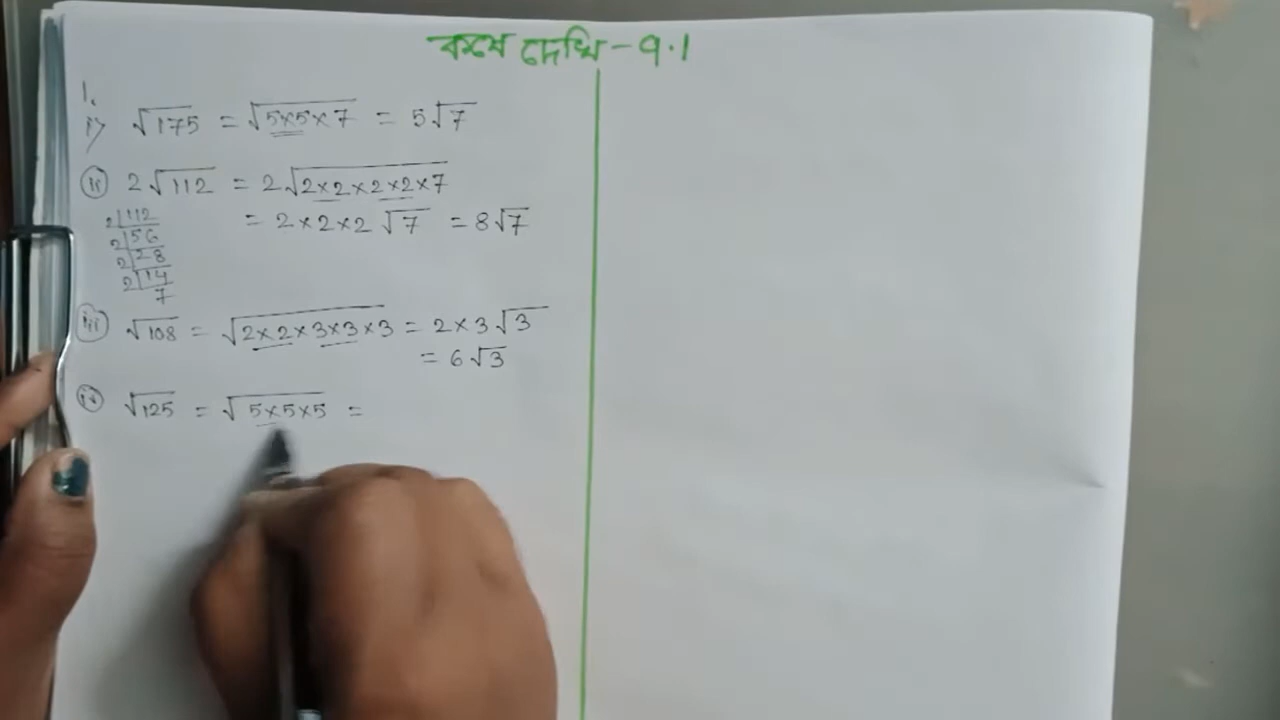 কষে দেখি - 9.1
1.
i) √175 = √5×5×7 = 5√7
(ii) 2√112 = 2√2×2×2×2×7
= 2×2×2√7 = 8√7
2|112
2|56
2|28
2|14
7
(iii) √108 = √2×2×3×3×3 = 2×3√3
= 6√3
(iv) √125 = √5×5×5 =